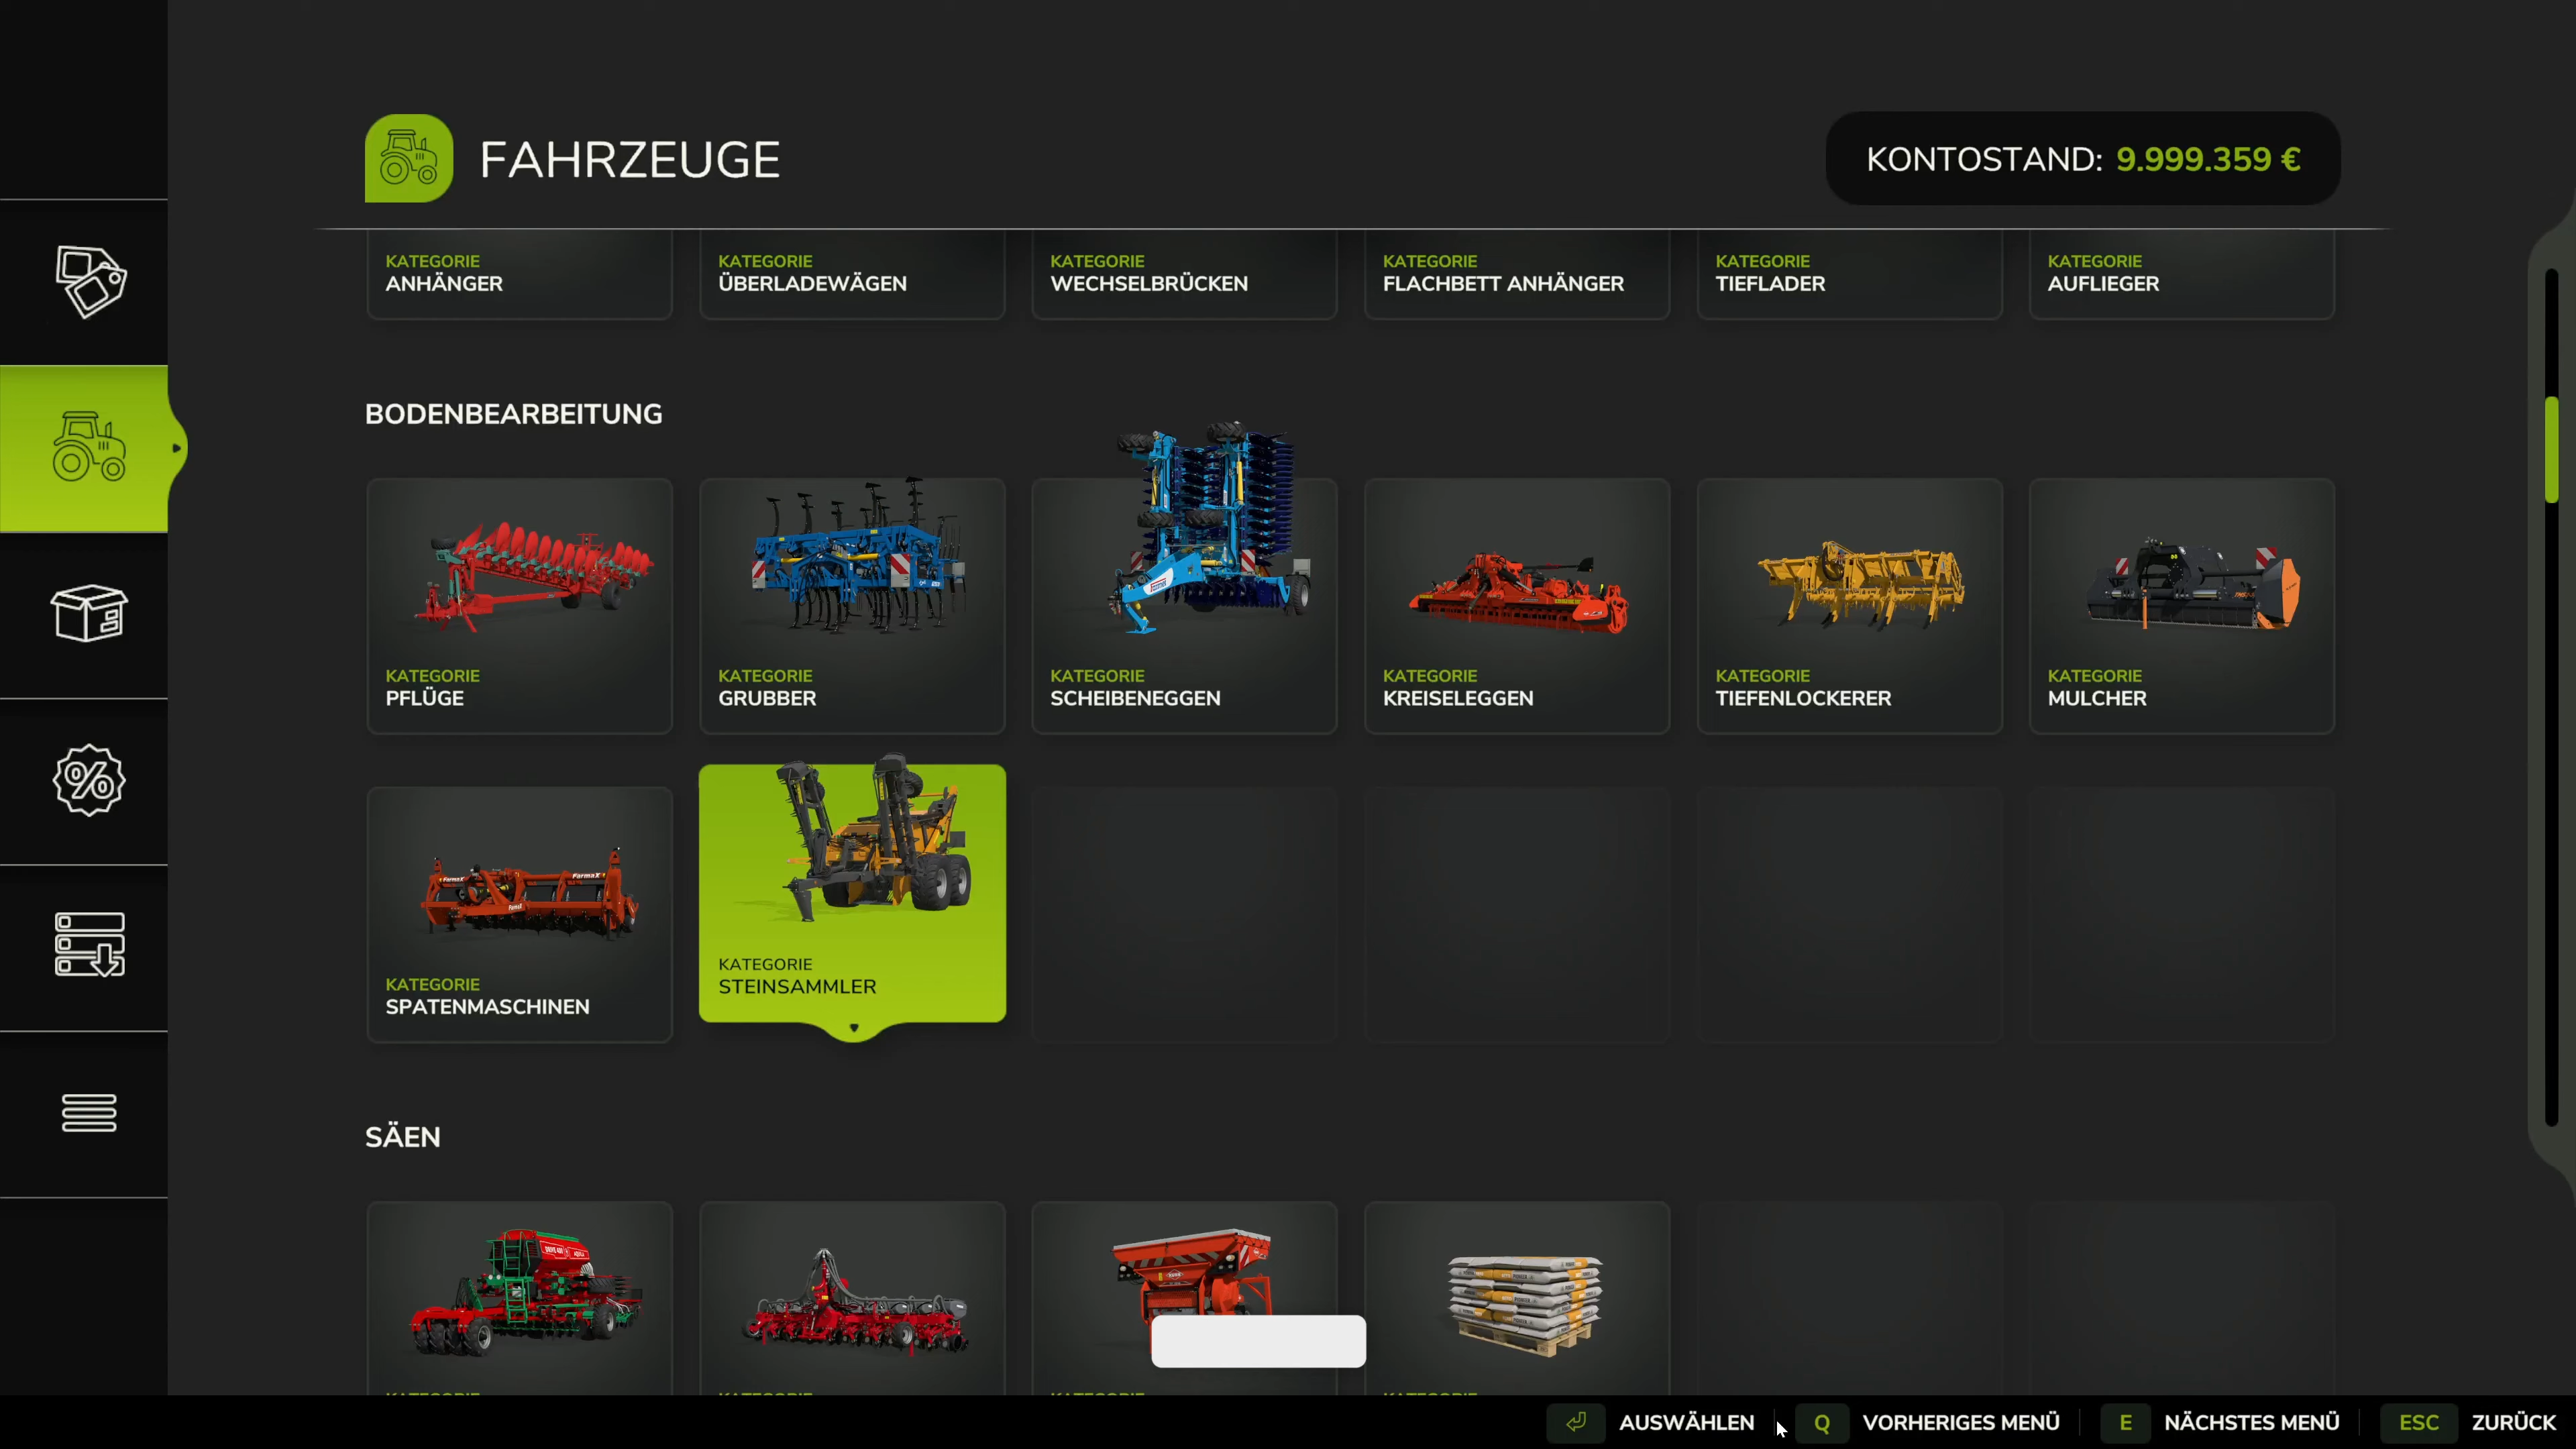 FAHRZEUGE
KONTOSTAND: 9.999.359 €
KATEGORIE
ANHÄNGER
KATEGORIE
ÜBERLADEWÄGEN
KATEGORIE
WECHSELBRÜCKEN
KATEGORIE
FLACHBETT ANHÄNGER
KATEGORIE
TIEFLADER
KATEGORIE
AUFLIEGER
BODENBEARBEITUNG
KATEGORIE
PFLÜGE
KATEGORIE
GRUBBER
KATEGORIE
SCHEIBENEGGEN
KATEGORIE
KREISELEGGEN
KATEGORIE
TIEFENLOCKERER
KATEGORIE
MULCHER
KATEGORIE
SPATENMASCHINEN
KATEGORIE
STEINSAMMLER
SÄEN
AUSWÄHLEN
Q VORHERIGES MENÜ
E NÄCHSTES MENÜ
ESC ZURÜCK